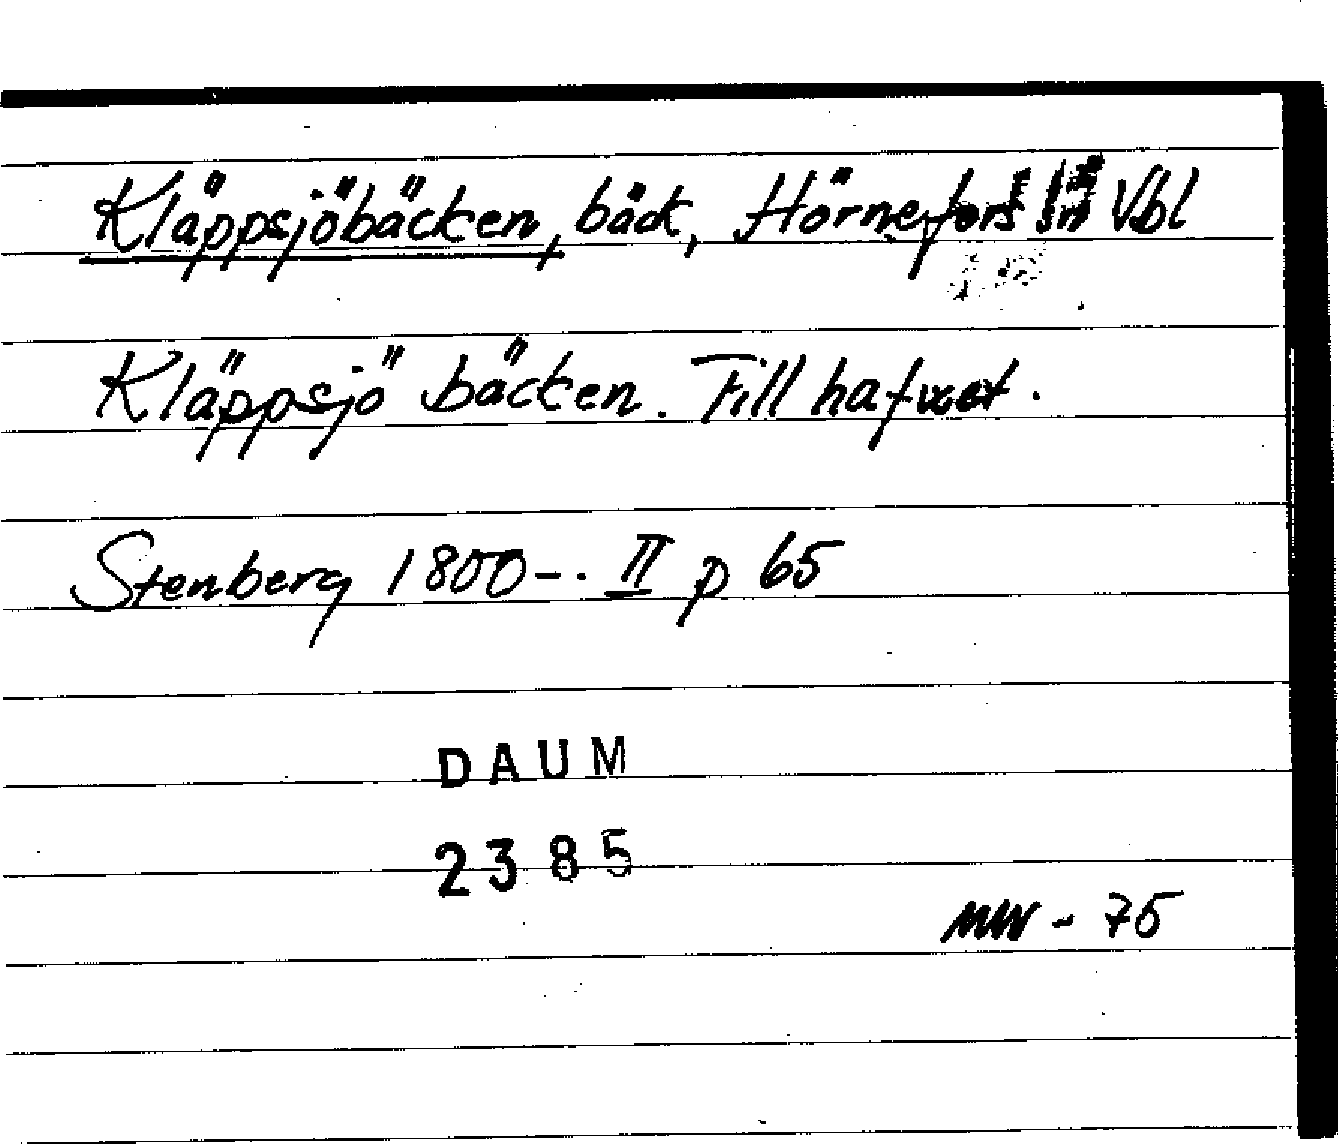 Kläppsjöbäcken, bäck, Hörnefors sn Vbl
Kläppsjö bäcken. Till hafvet.
Stenberg 1800-. II p 65
DAUM
2385
MW - 75